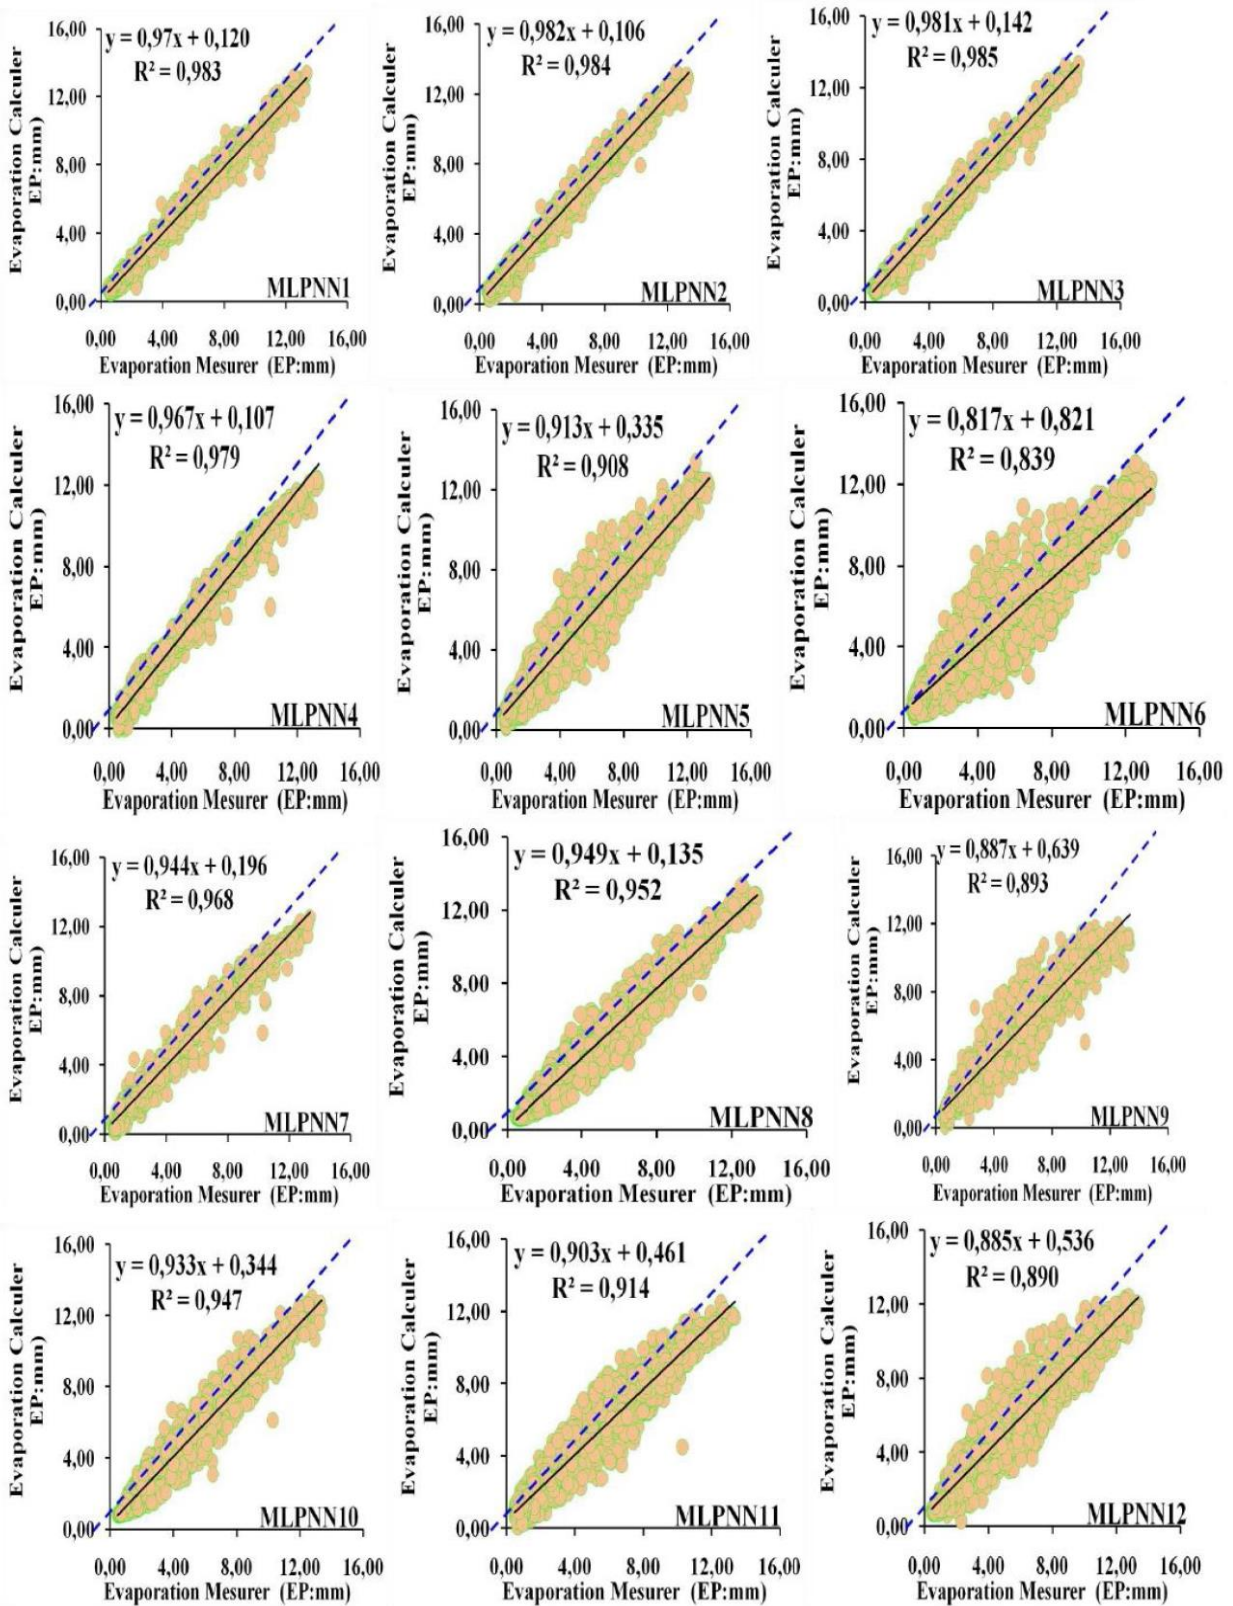 y = 0,97x + 0,120
R² = 0,983
16,00
12,00
8,00
4,00
0,00
Evaporation Calculer
EP:mm)
MLPNN1
0,00 4,00 8,00 12,00 16,00
Evaporation Mesurer (EP:mm)
y = 0,982x + 0,106
R² = 0,984
16,00
12,00
8,00
4,00
0,00
Evaporation Calculer
EP:mm)
MLPNN2
0,00 4,00 8,00 12,00 16,00
Evaporation Mesurer (EP:mm)
y = 0,981x + 0,142
R² = 0,985
16,00
12,00
8,00
4,00
0,00
Evaporation Calculer
EP:mm)
MLPNN3
0,00 4,00 8,00 12,00 16,00
Evaporation Mesurer (EP:mm)
y = 0,967x + 0,107
R² = 0,979
16,00
12,00
8,00
4,00
0,00
Evaporation Calculer
EP:mm)
MLPNN4
0,00 4,00 8,00 12,00 16,00
Evaporation Mesurer (EP:mm)
y = 0,913x + 0,335
R² = 0,908
16,00
12,00
8,00
4,00
0,00
Evaporation Calculer
EP:mm)
MLPNN5
0,00 4,00 8,00 12,00 16,00
Evaporation Mesurer (EP:mm)
y = 0,817x + 0,821
R² = 0,839
16,00
12,00
8,00
4,00
0,00
Evaporation Calculer
EP:mm)
MLPNN6
0,00 4,00 8,00 12,00 16,00
Evaporation Mesurer (EP:mm)
y = 0,944x + 0,196
R² = 0,968
16,00
12,00
8,00
4,00
0,00
Evaporation Calculer
EP:mm)
MLPNN7
0,00 4,00 8,00 12,00 16,00
Evaporation Mesurer (EP:mm)
y = 0,949x + 0,135
R² = 0,952
16,00
12,00
8,00
4,00
0,00
Evaporation Calculer
EP:mm)
MLPNN8
0,00 4,00 8,00 12,00 16,00
Evaporation Mesurer (EP:mm)
y = 0,887x + 0,639
R² = 0,893
16,00
12,00
8,00
4,00
0,00
Evaporation Calculer
EP:mm)
MLPNN9
0,00 4,00 8,00 12,00 16,00
Evaporation Mesurer (EP:mm)
y = 0,933x + 0,344
R² = 0,947
16,00
12,00
8,00
4,00
0,00
Evaporation Calculer
EP:mm)
MLPNN10
0,00 4,00 8,00 12,00 16,00
Evaporation Mesurer (EP:mm)
y = 0,903x + 0,461
R² = 0,914
16,00
12,00
8,00
4,00
0,00
Evaporation Calculer
EP:mm)
MLPNN11
0,00 4,00 8,00 12,00 16,00
Evaporation Mesurer (EP:mm)
y = 0,885x + 0,536
R² = 0,890
16,00
12,00
8,00
4,00
0,00
Evaporation Calculer
EP:mm)
MLPNN12
0,00 4,00 8,00 12,00 16,00
Evaporation Mesurer (EP:mm)